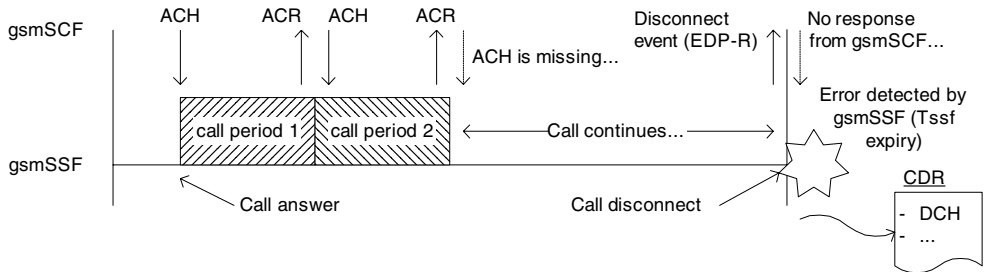 gsmSCF
ACH
ACR
ACH
ACR
ACH is missing...
Disconnect
event (EDP-R)
No response
from gsmSCF...
Error detected by
gsmSSF (Tssf
expiry)
call period 1
call period 2
Call continues...
gsmSSF
Call answer
Call disconnect
CDR
- DCH
- ...